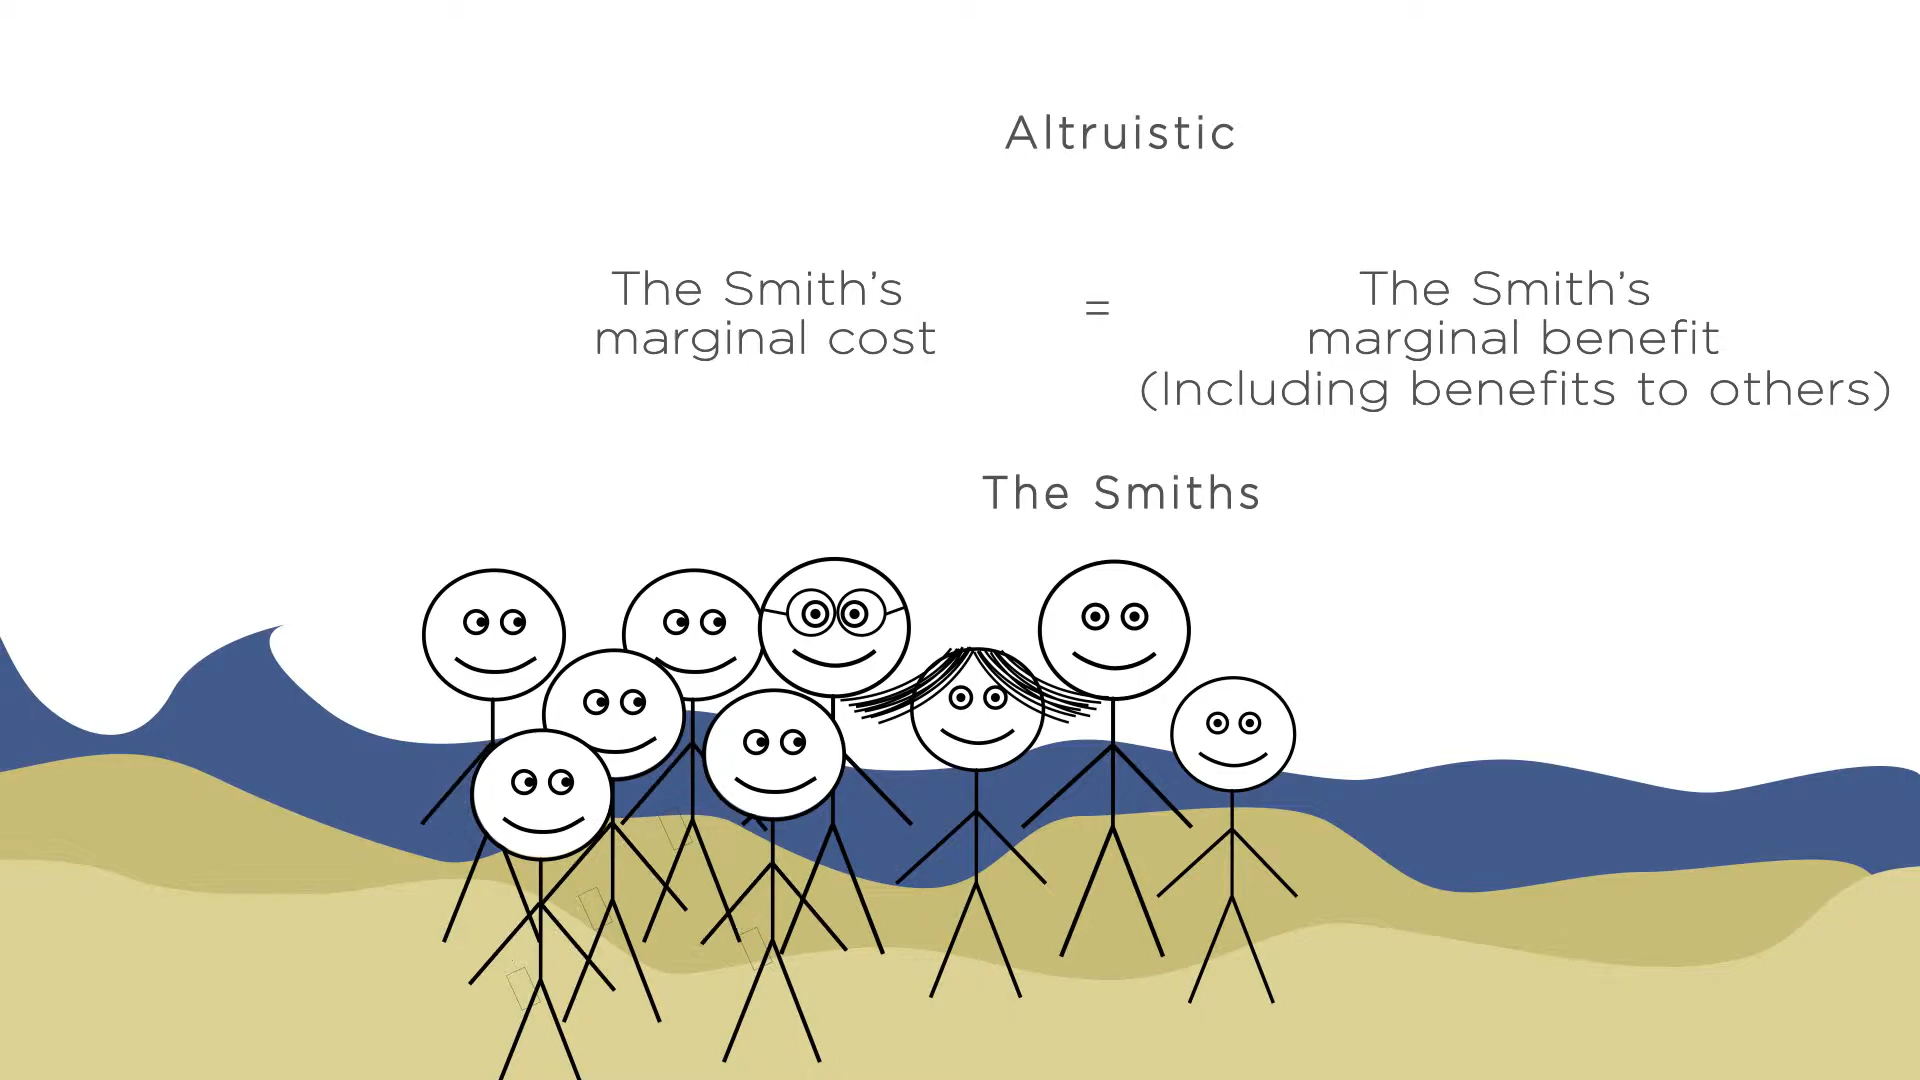 Altruistic
The Smith's
marginal cost
=
The Smith's
marginal benefit
(Including benefits to others)
The Smiths